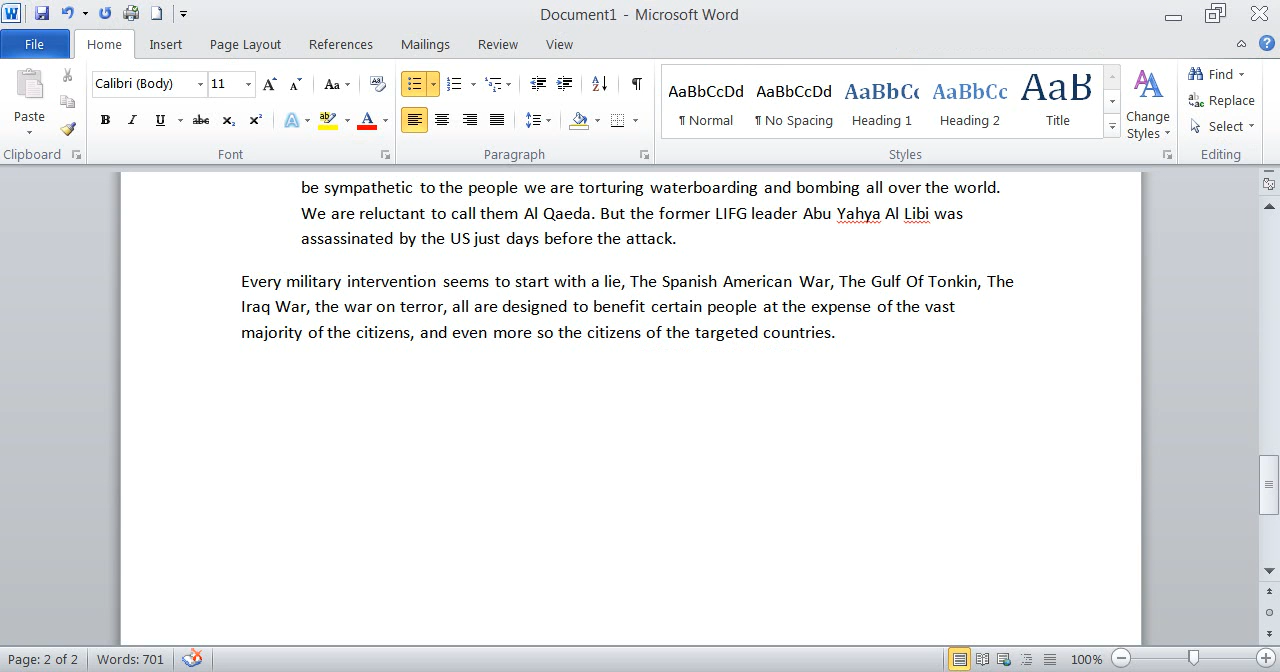 Document1 - Microsoft Word
File Home Insert Page Layout References Mailings Review View
Calibri (Body) 11 Aa
Paste
B I U abc x₂ x² A ab A
AaBbCcDd AaBbCcDd AaBbCc AaBbCc AaB
¶ Normal ¶ No Spacing Heading 1 Heading 2 Title
Change
Styles
Find
Replace
Select
Clipboard Font Paragraph Styles Editing
be sympathetic to the people we are torturing waterboarding and bombing all over the world.
We are reluctant to call them Al Qaeda. But the former LIFG leader Abu Yahya Al Libi was
assassinated by the US just days before the attack.
Every military intervention seems to start with a lie, The Spanish American War, The Gulf Of Tonkin, The
Iraq War, the war on terror, all are designed to benefit certain people at the expense of the vast
majority of the citizens, and even more so the citizens of the targeted countries.
Page: 2 of 2 Words: 701 100%